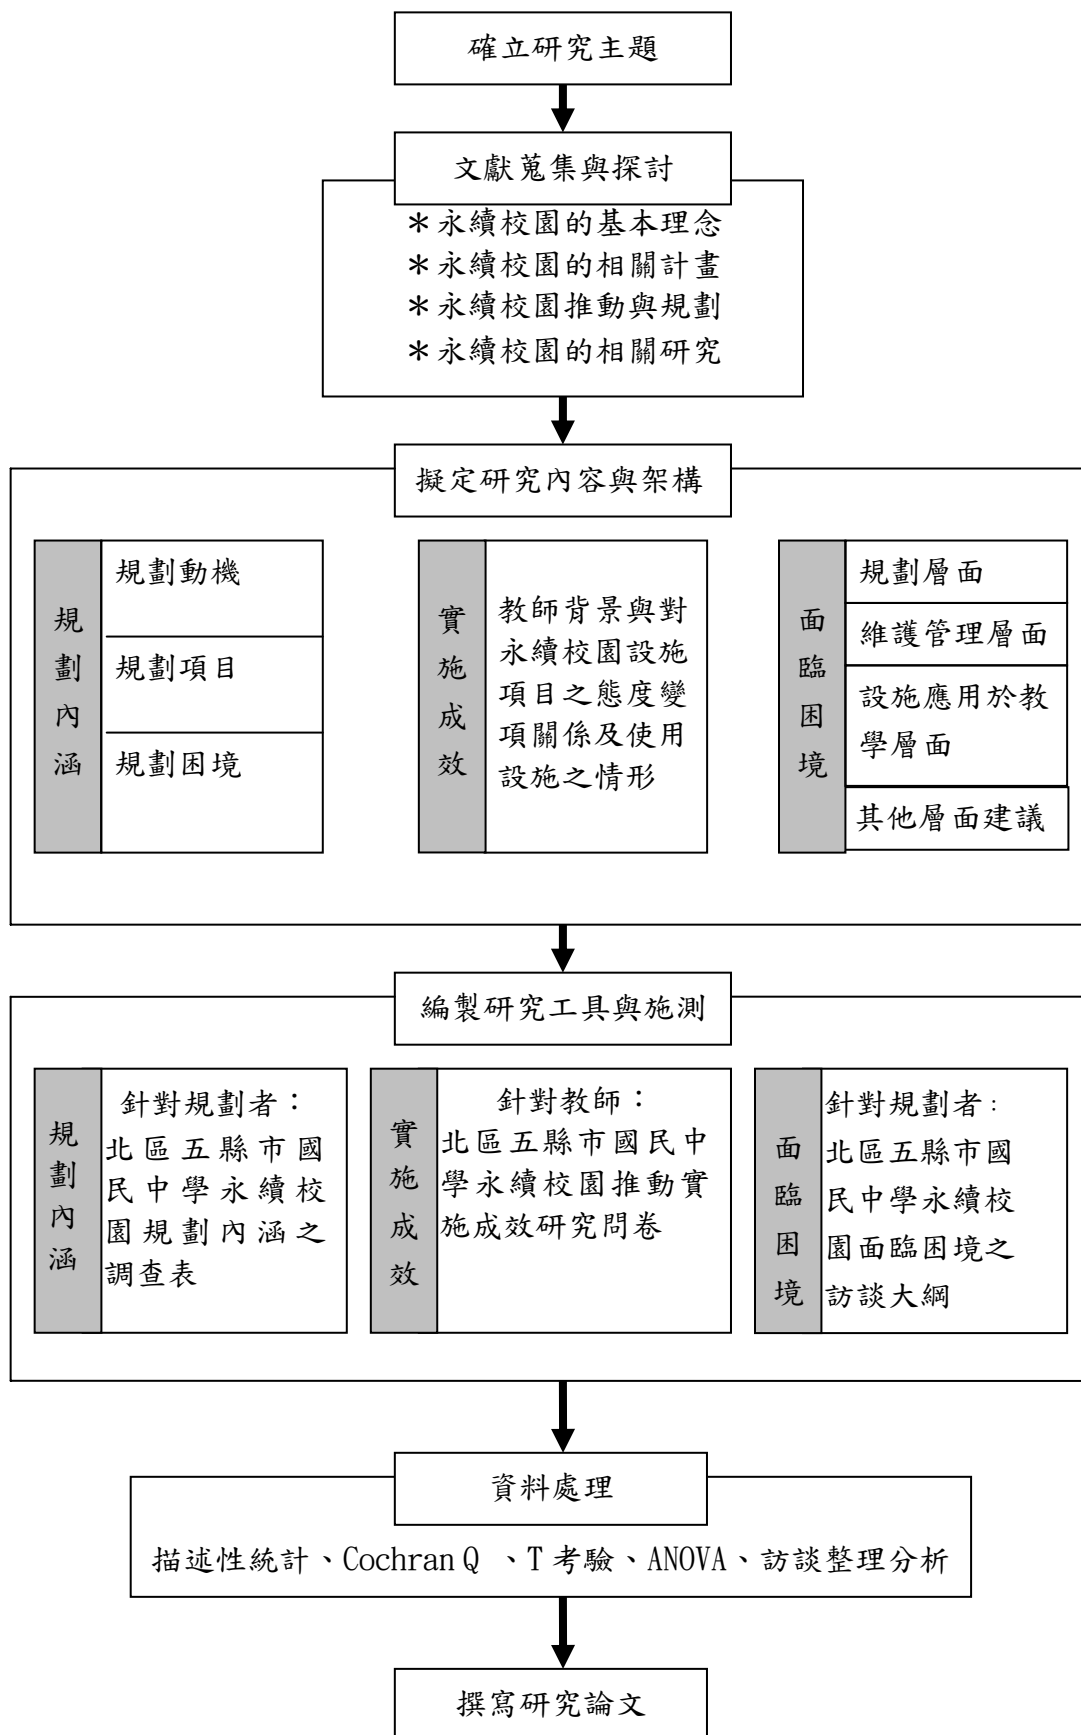 確立研究主題
文獻蒐集與探討
＊永續校園的基本理念
＊永續校園的相關計畫
＊永續校園推動與規劃
＊永續校園的相關研究
擬定研究內容與架構
規劃內涵
規劃動機
規劃項目
規劃困境
實施成效
教師背景與對
永續校園設施
項目之態度變
項關係及使用
設施之情形
面臨困境
規劃層面
維護管理層面
設施應用於教
學層面
其他層面建議
編製研究工具與施測
規劃內涵
針對規劃者：
北區五縣市國
民中學永續校
園規劃內涵之
調查表
實施成效
針對教師：
北區五縣市國民中
學永續校園推動實
施成效研究問卷
面臨困境
針對規劃者：
北區五縣市國
民中學永續校
園面臨困境之
訪談大綱
資料處理
描述性統計、Cochran Q 、T 考驗、ANOVA、訪談整理分析
撰寫研究論文